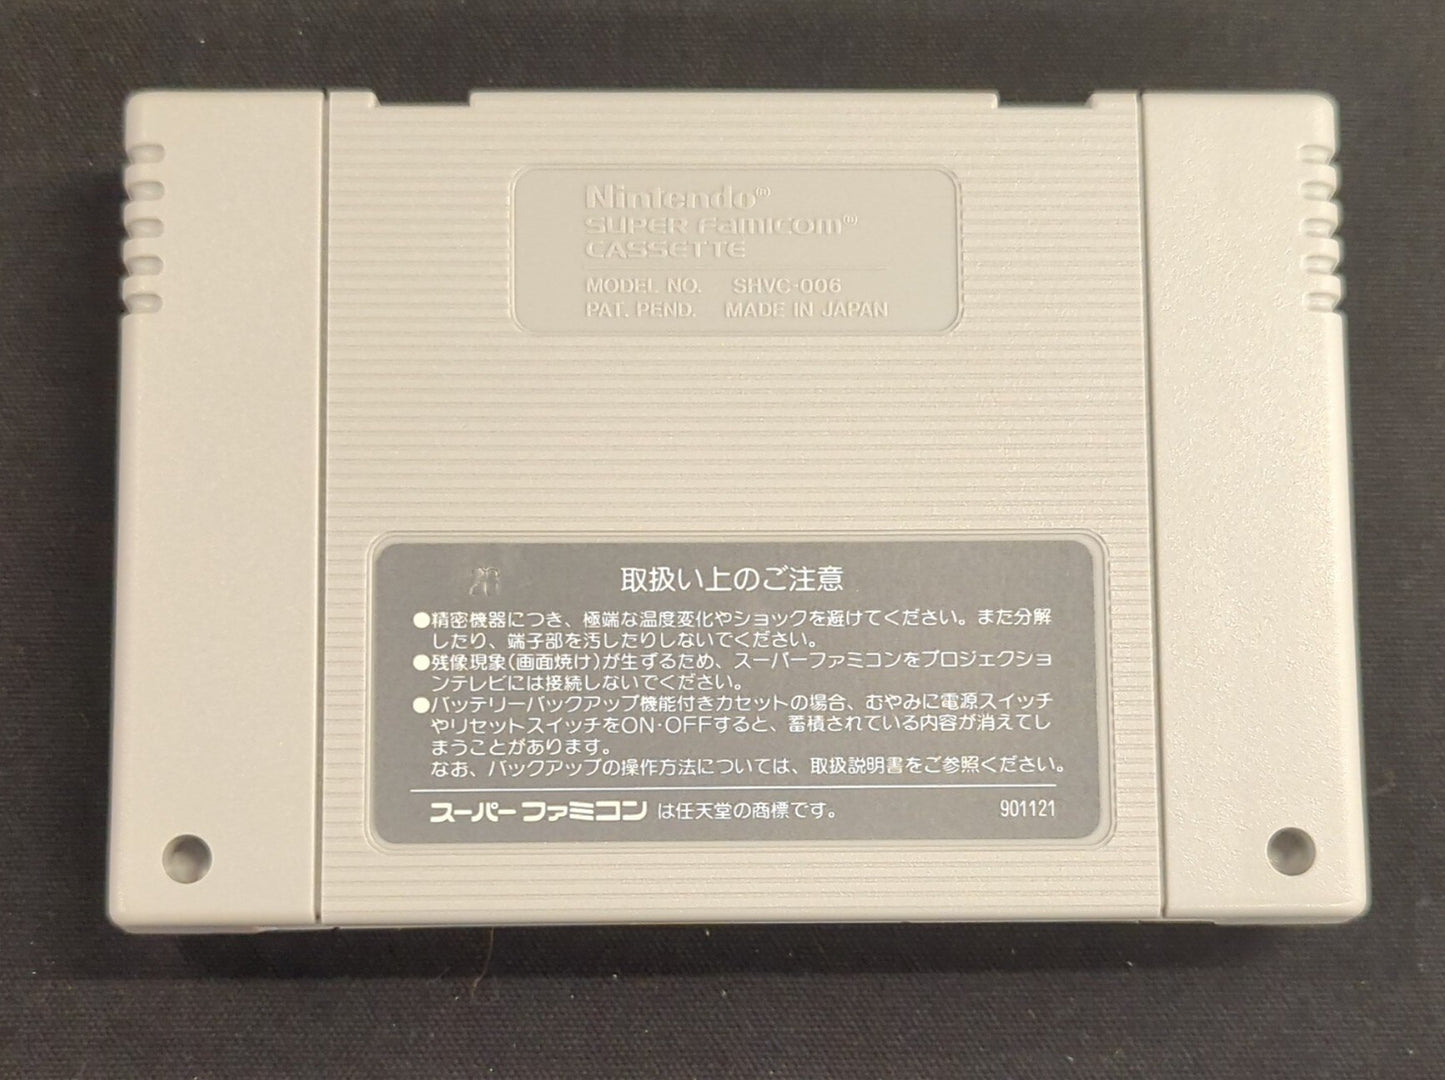 Nintendo®
SUPER Famicom®
CASSETTE
MODEL NO. SHVC-006
PAT. PEND. MADE IN JAPAN
取扱い上のご注意
●精密機器につき、極端な温度変化やショックを避けてください。また分解
したり、端子部を汚したりしないでください。
●残像現象(画面焼け)が生ずるため、スーパーファミコンをプロジェクショ
ンテレビには接続しないでください。
●バッテリーバックアップ機能付きカセットの場合、むやみに電源スイッチ
やリセットスイッチをON・OFFすると、蓄積されている内容が消えてし
まうことがあります。
なお、バックアップの操作方法については、取扱説明書をご参照ください。
スーパーファミコン は任天堂の商標です。 901121